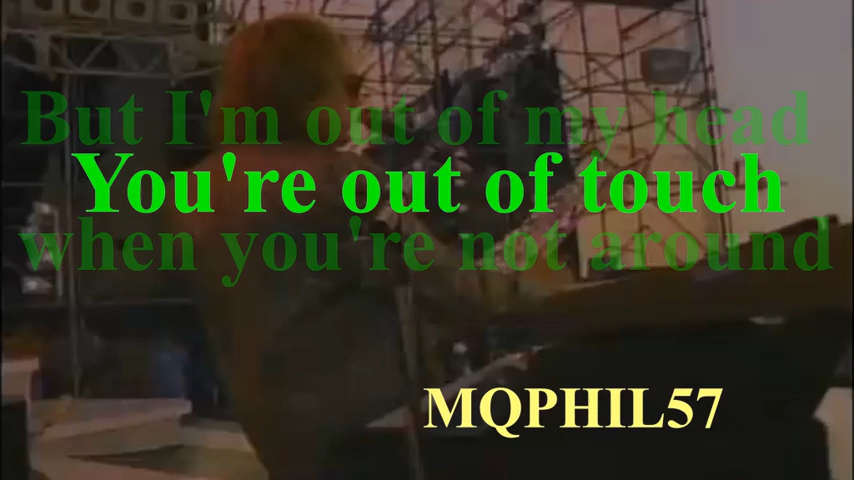 But I'm out of my head
You're out of touch
when you're not around
MQPHIL57